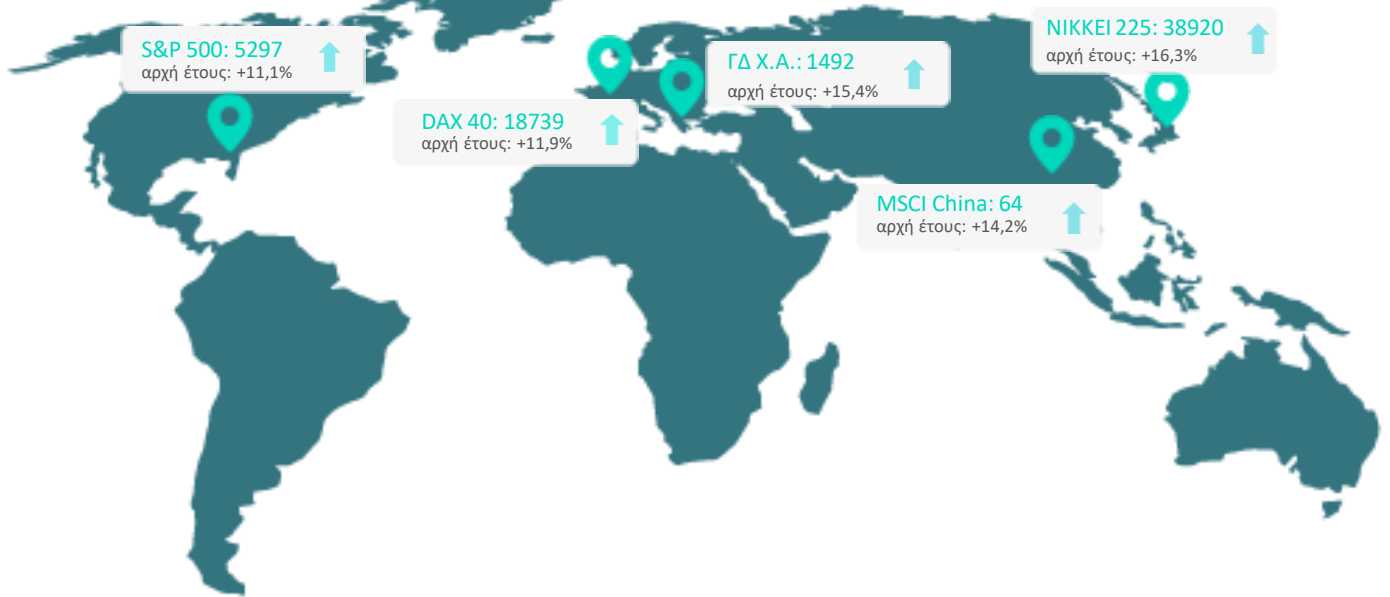 S&P 500: 5297
αρχή έτους: +11,1%
DAX 40: 18739
αρχή έτους: +11,9%
ΓΔ Χ.Α.: 1492
αρχή έτους: +15,4%
NIKKEI 225: 38920
αρχή έτους: +16,3%
MSCI China: 64
αρχή έτους: +14,2%